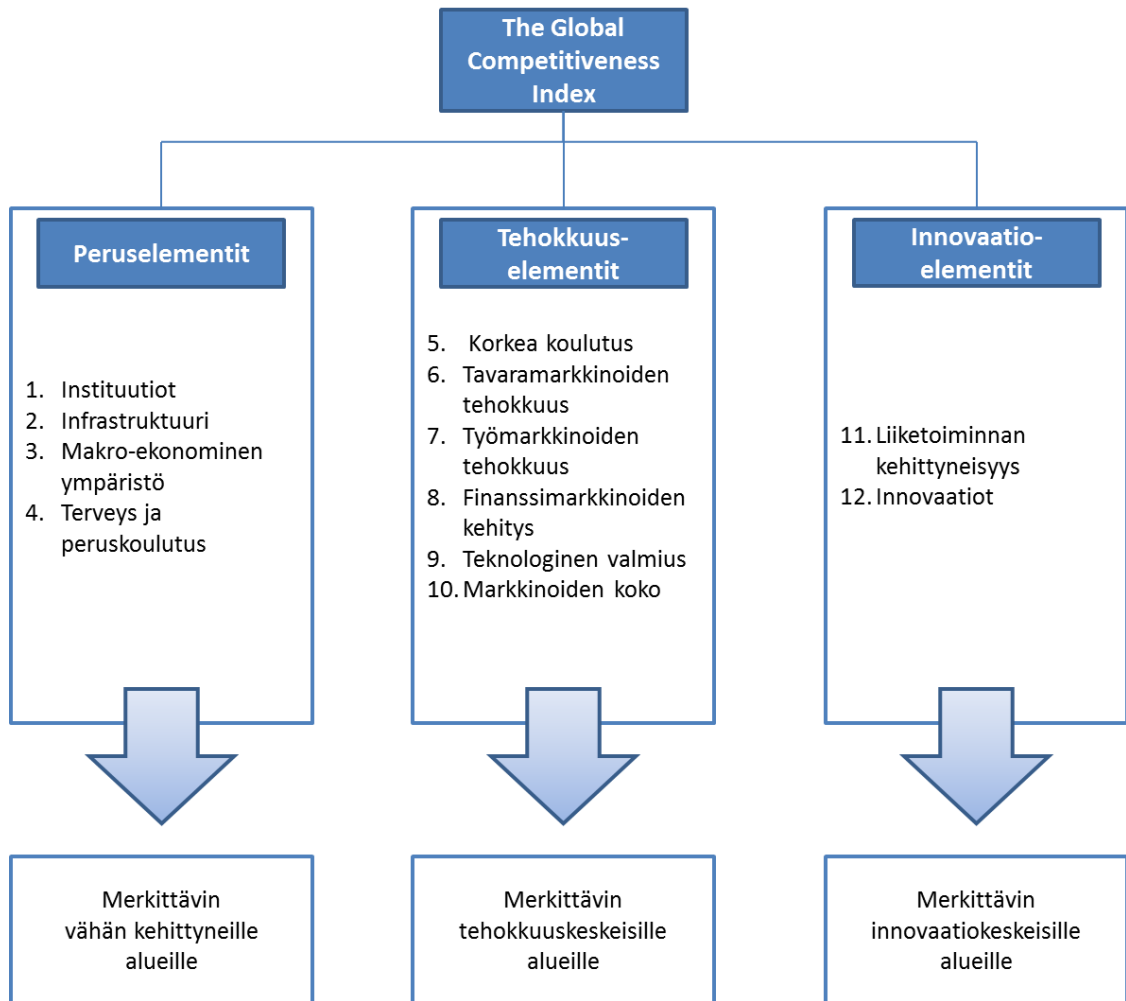 The Global
Competitiveness
Index
Peruselementit
1. Instituutiot
2. Infrastruktuuri
3. Makro-ekonominen
ympäristö
4. Terveys ja
peruskoulutus
Merkittävin
vähän kehittyneille
alueille
Tehokkuus-
elementit
5. Korkea koulutus
6. Tavaramarkkinoiden
tehokkuus
7. Työmarkkinoiden
tehokkuus
8. Finanssimarkkinoiden
kehitys
9. Teknologinen valmius
10. Markkinoiden koko
Merkittävin
tehokkuuskeskeisille
alueille
Innovaatio-
elementit
11. Liiketoiminnan
kehittyneisyys
12. Innovaatiot
Merkittävin
innovaatiokeskeisille
alueille